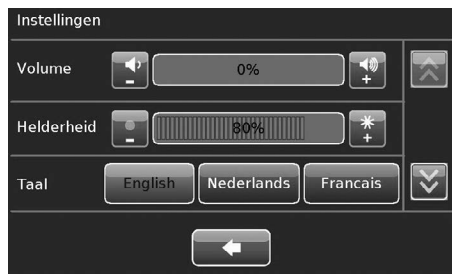 Instellingen
Volume - 0% +
Helderheid - 80% +
Taal English Nederlands Francais